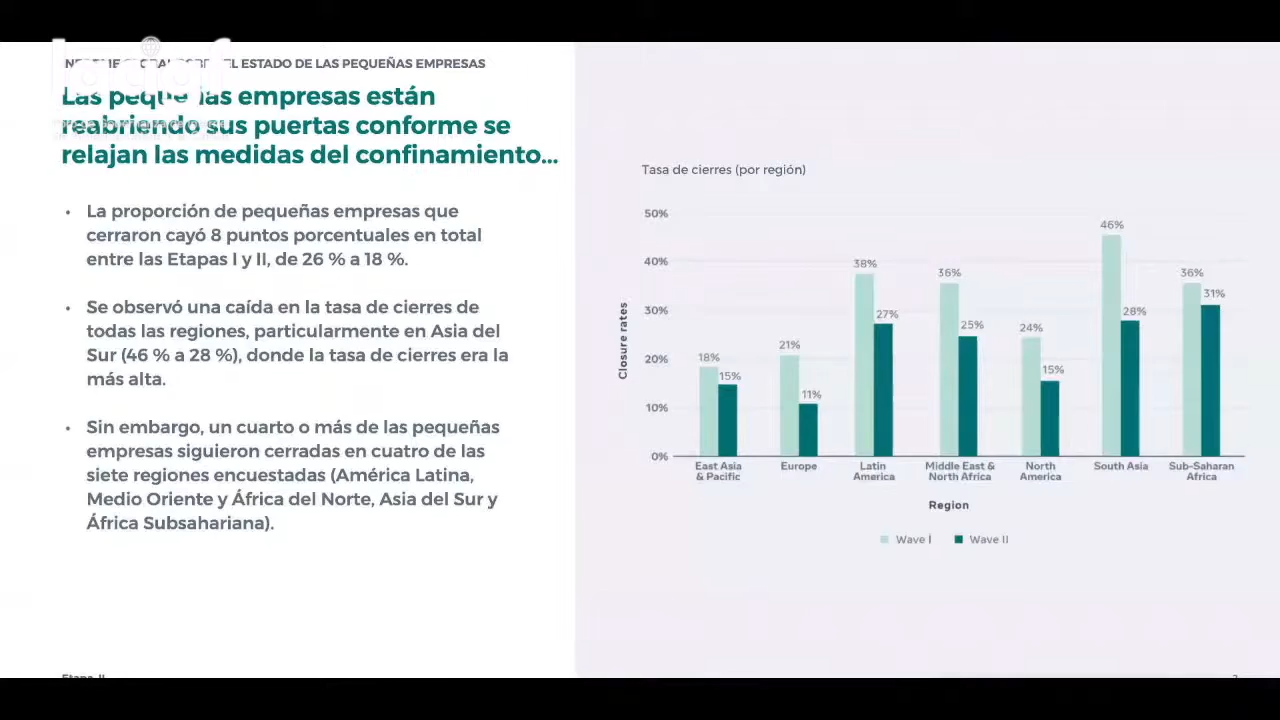 EL ESTADO DE LAS PEQUEÑAS EMPRESAS
Las pequeñas empresas están
reabriendo sus puertas conforme se
relajan las medidas del confinamiento...
• La proporción de pequeñas empresas que
cerraron cayó 8 puntos porcentuales en total
entre las Etapas I y II, de 26 % a 18 %.
• Se observó una caída en la tasa de cierres de
todas las regiones, particularmente en Asia del
Sur (46 % a 28 %), donde la tasa de cierres era la
más alta.
• Sin embargo, un cuarto o más de las pequeñas
empresas siguieron cerradas en cuatro de las
siete regiones encuestadas (América Latina,
Medio Oriente y África del Norte, Asia del Sur y
África Subsahariana).
Etapa II
Tasa de cierres (por región)
Closure rates
50%
40%
30%
20%
10%
0%
18%
15%
21%
11%
38%
27%
36%
25%
24%
15%
46%
28%
36%
31%
East Asia
& Pacific
Europe
Latin
America
Middle East &
North Africa
North
America
South Asia
Sub-Saharan
Africa
Region
Wave I
Wave II